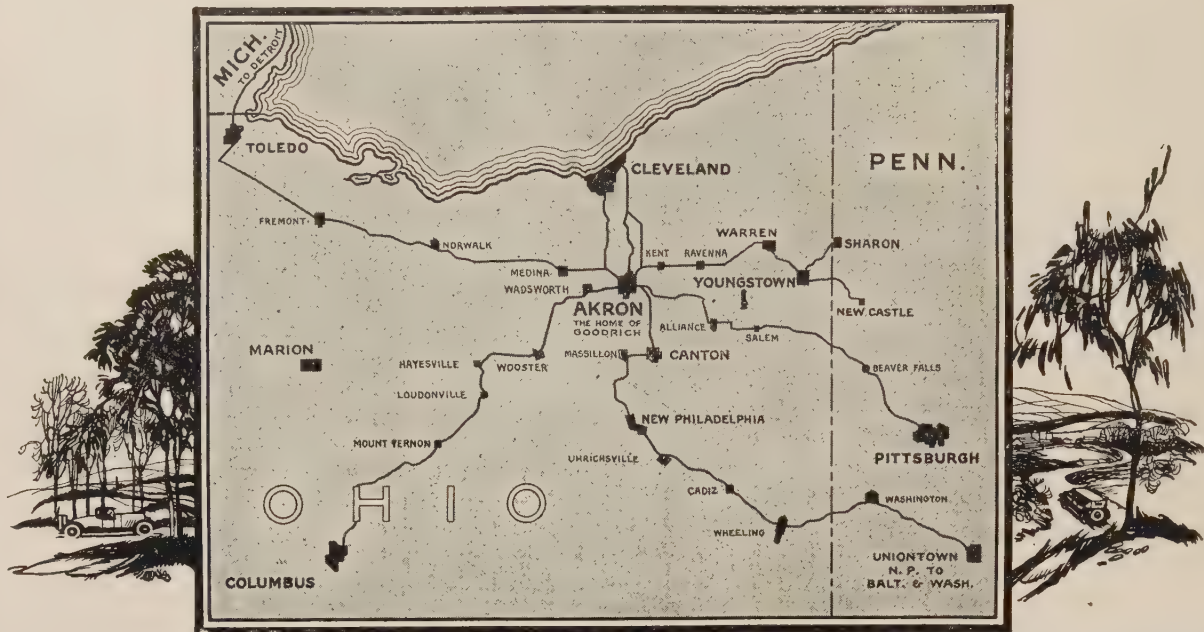 MICH.
TO DETROIT
TOLEDO
CLEVELAND
PENN.
FREMONT
NORWALK
WARREN
SHARON
KENT
RAVENNA
MEDINA
WADSWORTH
YOUNGSTOWN
AKRON
THE HOME OF
GOODRICH
NEW CASTLE
ALLIANCE
SALEM
MARION
HAYESVILLE
WOOSTER
MASSILLON
CANTON
BEAVER FALLS
LOUDONVILLE
NEW PHILADELPHIA
MOUNT VERNON
UHRICHSVILLE
PITTSBURGH
OHIO
CADIZ
WASHINGTON
WHEELING
COLUMBUS
UNIONTOWN
N. P. TO
BALT. & WASH.